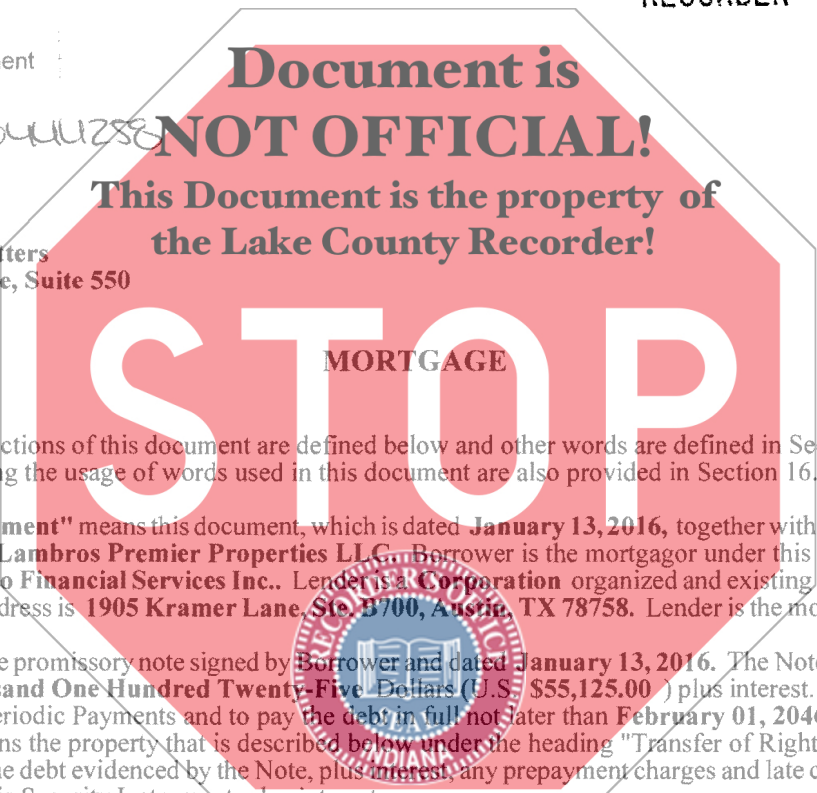 RECORDER
ent
Document is
NOT OFFICIAL!
This Document is the property of
the Lake County Recorder!
tters
e, Suite 550
STOP
MORTGAGE
ctions of this document are defined below and other words are defined in Se
ng the usage of words used in this document are also provided in Section 16.
ment" means this document, which is dated January 13, 2016, together with
Lambros Premier Properties LLC,. Borrower is the mortgagor under this
o Financial Services Inc.. Lender is a Corporation organized and existing
dress is 1905 Kramer Lane, Ste. B700, Austin, TX 78758. Lender is the mo
e promissory note signed by Borrower and dated January 13, 2016. The Note
sand One Hundred Twenty-Five Dollars (U.S. $55,125.00 ) plus interest.
eriodic Payments and to pay the debt in full not later than February 01, 2046
ns the property that is described below under the heading "Transfer of Right
ne debt evidenced by the Note, plus interest, any prepayment charges and late c
RECORDER'S OFFICE
SEAL
INDIANA